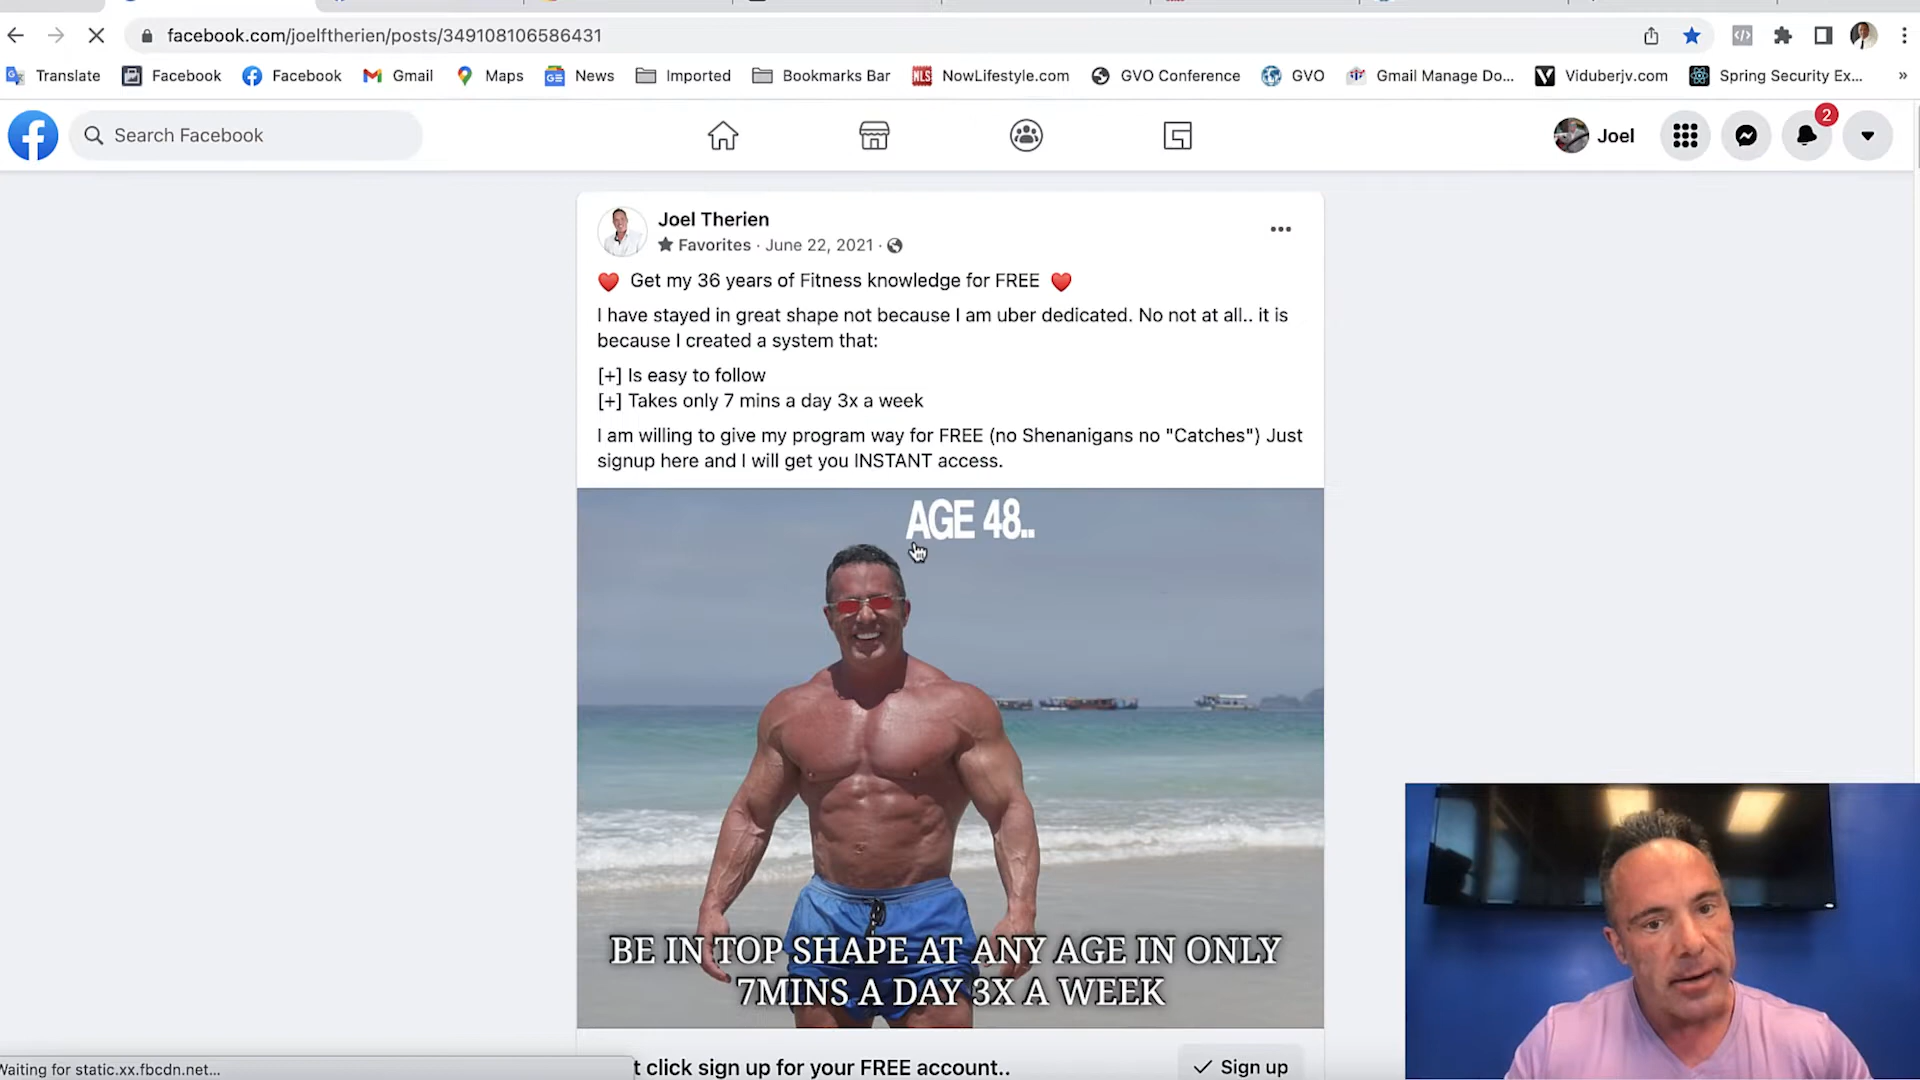 facebook.com/joelftherien/posts/349108106586431
Translate Facebook Facebook Gmail Maps News Imported Bookmarks Bar NowLifestyle.com GVO Conference GVO Gmail Manage Do... Viduberjv.com Spring Security Ex... »
Search Facebook
Joel
2
Joel Therien
Favorites · June 22, 2021 ·
Get my 36 years of Fitness knowledge for FREE
I have stayed in great shape not because I am uber dedicated. No not at all.. it is
because I created a system that:
[+] Is easy to follow
[+] Takes only 7 mins a day 3x a week
I am willing to give my program way for FREE (no Shenanigans no "Catches") Just
signup here and I will get you INSTANT access.
AGE 48..
BE IN TOP SHAPE AT ANY AGE IN ONLY
7MINS A DAY 3X A WEEK
t click sign up for your FREE account..
Sign up
Waiting for static.xx.fbcdn.net...